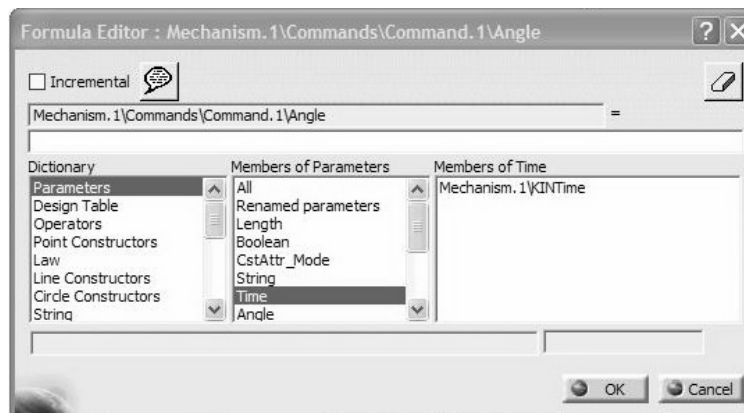 Formula Editor : Mechanism.1\Commands\Command.1\Angle
Incremental
Mechanism.1\Commands\Command.1\Angle =
Dictionary Members of Parameters Members of Time
Parameters All Mechanism.1\KINTime
Design Table Renamed parameters
Operators Length
Point Constructors Boolean
Law CstAttr_Mode
Line Constructors String
Circle Constructors Time
String Angle
OK Cancel